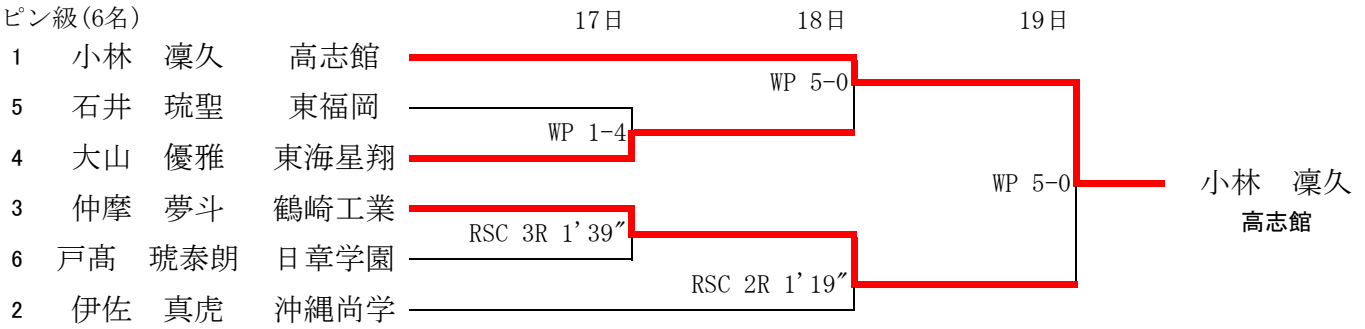 ピン級(6名) 17日 18日 19日
1 小林 凜久 高志館
WP 5-0
5 石井 琉聖 東福岡
WP 1-4
4 大山 優雅 東海星翔
WP 5-0 小林 凜久
3 仲摩 夢斗 鶴崎工業
高志館
RSC 3R 1'39″
6 戸髙 琥泰朗 日章学園
RSC 2R 1'19″
2 伊佐 真虎 沖縄尚学